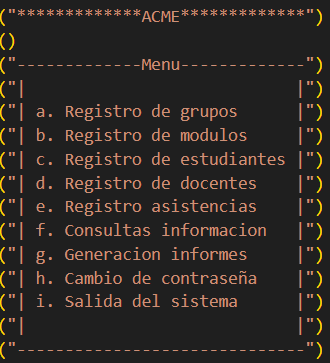 ("*************ACME*************")
()
("-------------Menu-------------")
("|                            |")
("| a. Registro de grupos      |")
("| b. Registro de modulos     |")
("| c. Registro de estudiantes |")
("| d. Registro de docentes    |")
("| e. Registro asistencias    |")
("| f. Consultas informacion   |")
("| g. Generacion informes     |")
("| h. Cambio de contraseña    |")
("| i. Salida del sistema      |")
("|                            |")
("------------------------------")